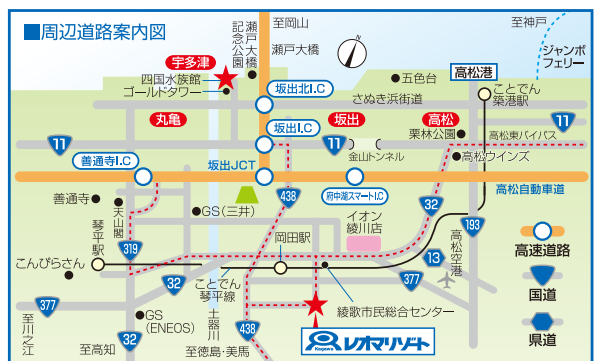 ■周辺道路案内図
至岡山
瀬戸大橋
瀬戸大橋
記念公園
至神戸
ジャンボ
フェリー
宇多津
四国水族館
ゴールドタワー
五色台
高松港
ことでん
築港駅
坂出北I.C
さぬき浜街道
丸亀
坂出I.C
坂出
高松
栗林公園
高松東バイパス
11
11
11
金山トンネル
高松ウインズ
善通寺I.C
坂出JCT
府中湖スマートI.C
高松自動車道
438
32
193
善通寺
天山閣
GS(三井)
イオン
綾川店
岡田駅
琴平駅
319
高松空港
13
高速道路
こんぴらさん
32
ことでん
琴平線
377
国道
377
綾歌市民総合センター
県道
GS
(ENEOS)
土器川
至川之江
至高知
32
438
至徳島・美馬
Kagawa
レオマリゾート